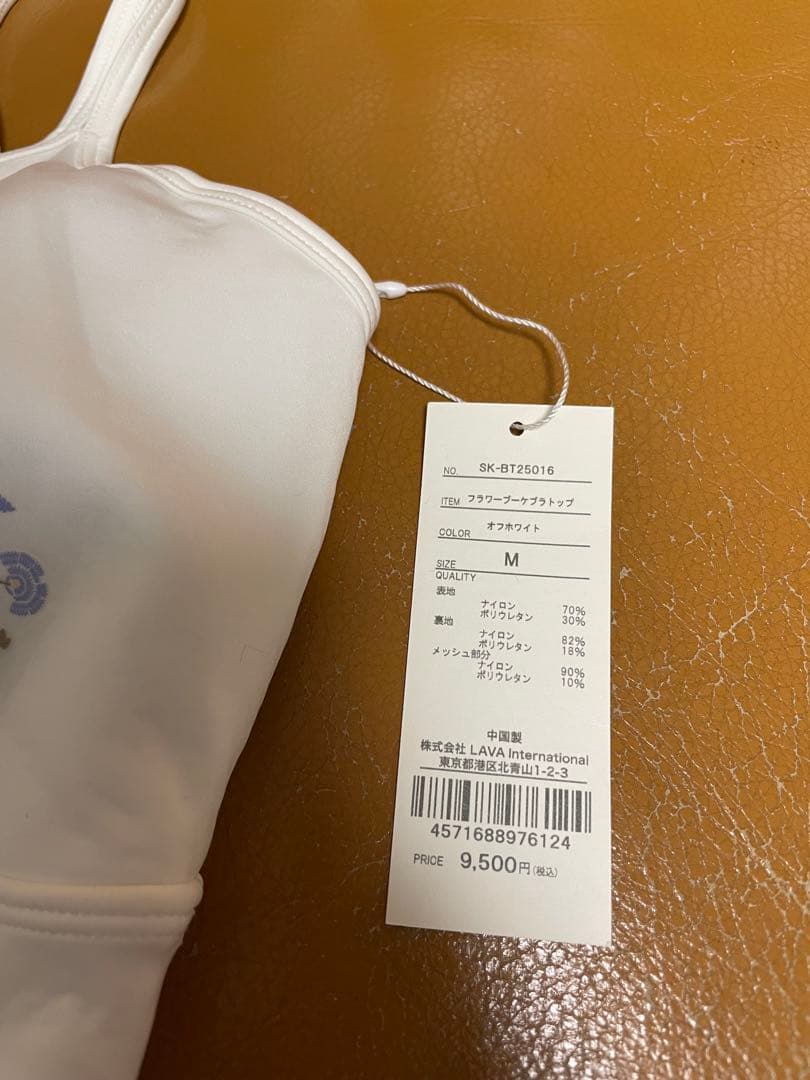 NO. SK-BT25016
ITEM フラワーブーケブラトップ
COLOR オフホワイト
SIZE M
QUALITY
表地
ナイロン 70%
ポリウレタン 30%
裏地
ナイロン 82%
ポリウレタン 18%
メッシュ部分
ナイロン 90%
ポリウレタン 10%
中国製
株式会社 LAVA International
東京都港区北青山1-2-3
4571688976124
PRICE 9,500円(税込)